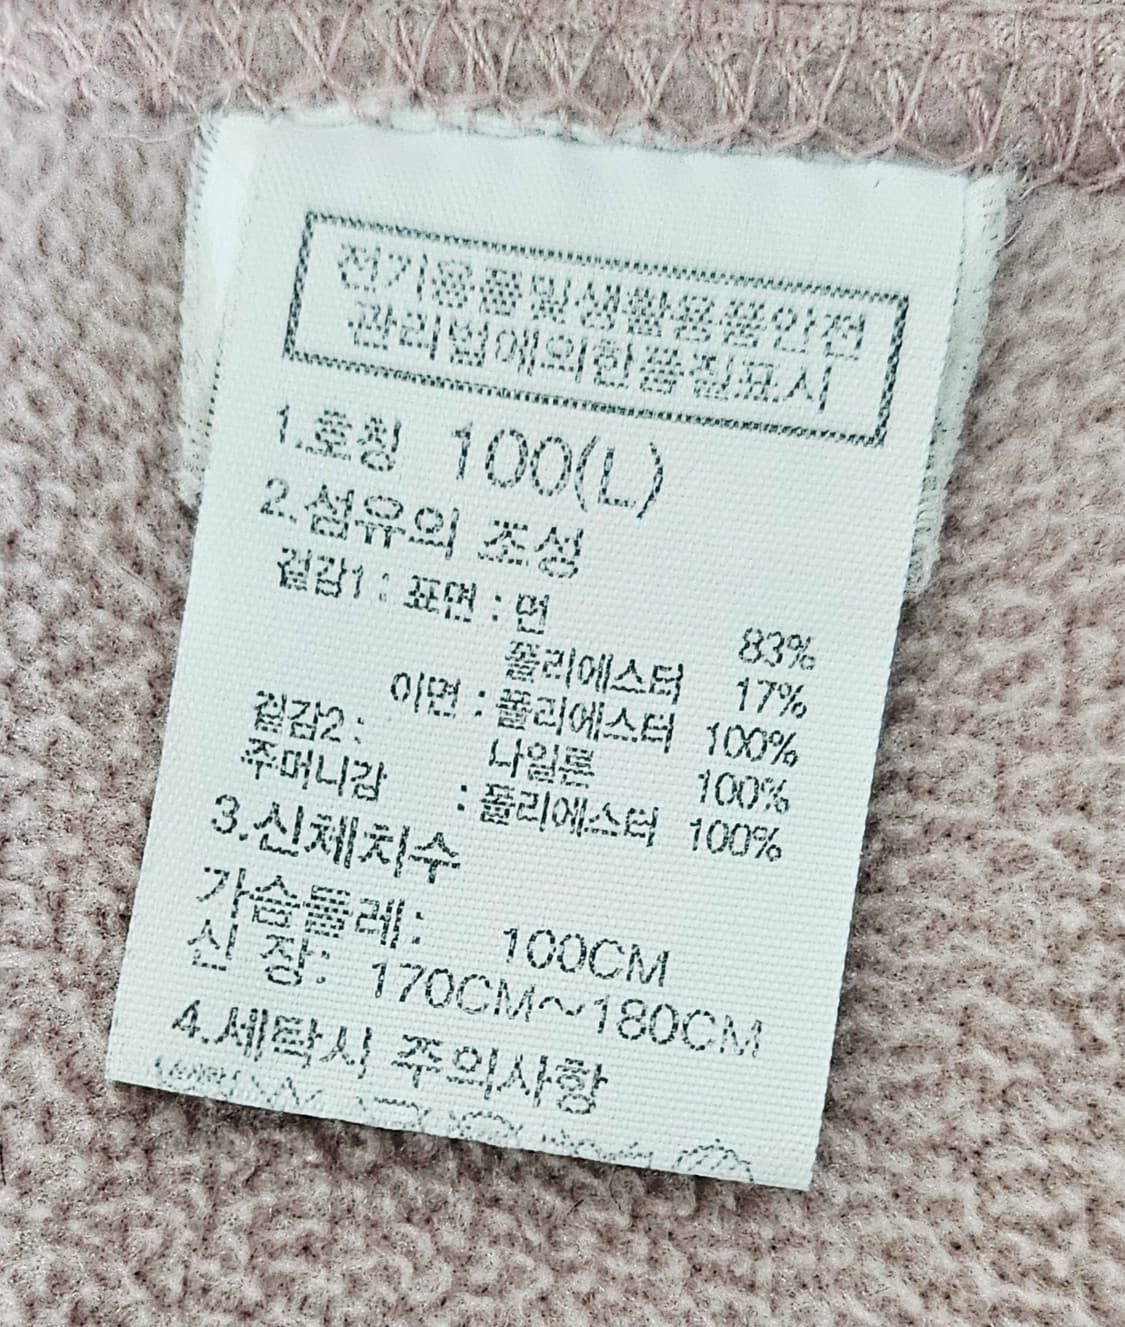 전기용품및생활용품안전
관리법에의한품질표시
1.호칭 100(L)
2.섬유의 조성
겉감1 : 표면 : 면 83%
폴리에스터 17%
이면 : 폴리에스터 100%
겉감2 : 나일론 100%
주머니감 : 폴리에스터 100%
3.신체치수
가슴둘레: 100CM
신 장: 170CM~180CM
4.세탁시 주의사항